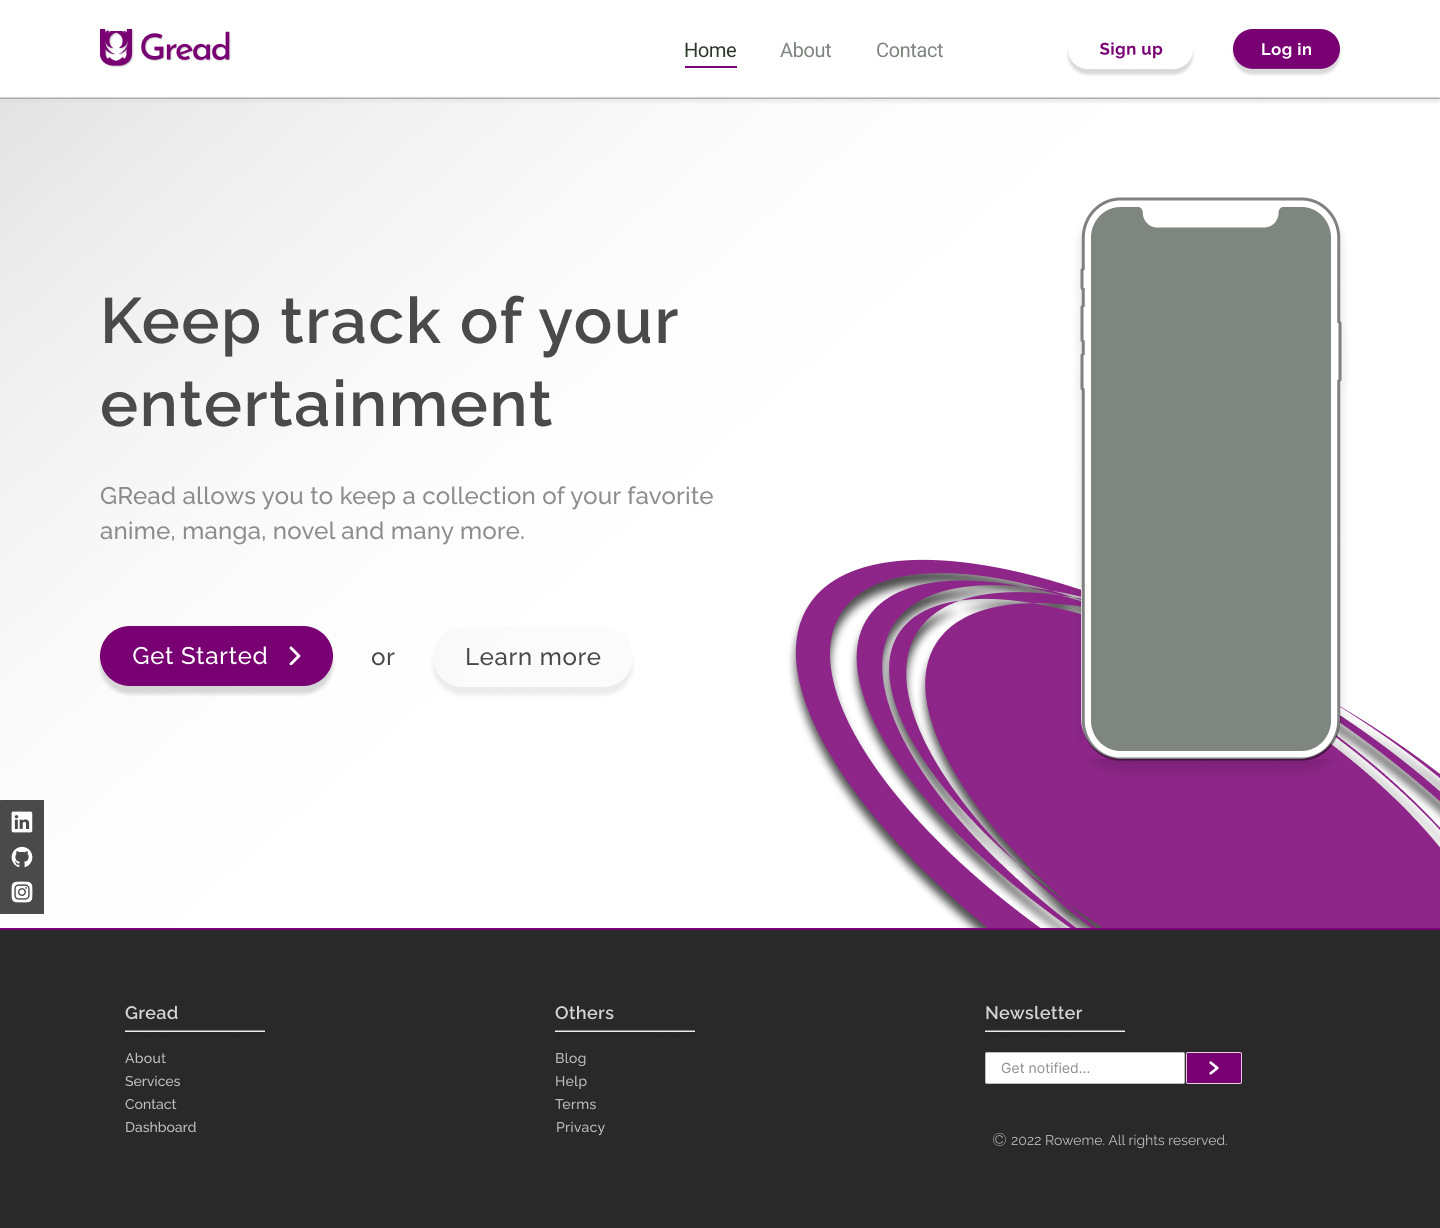 Gread
Home About Contact Sign up Log in
Keep track of your
entertainment
GRead allows you to keep a collection of your favorite
anime, manga, novel and many more.
Get Started or Learn more
Gread
About
Services
Contact
Dashboard
Others
Blog
Help
Terms
Privacy
Newsletter
Get notified...
© 2022 Roweme. All rights reserved.